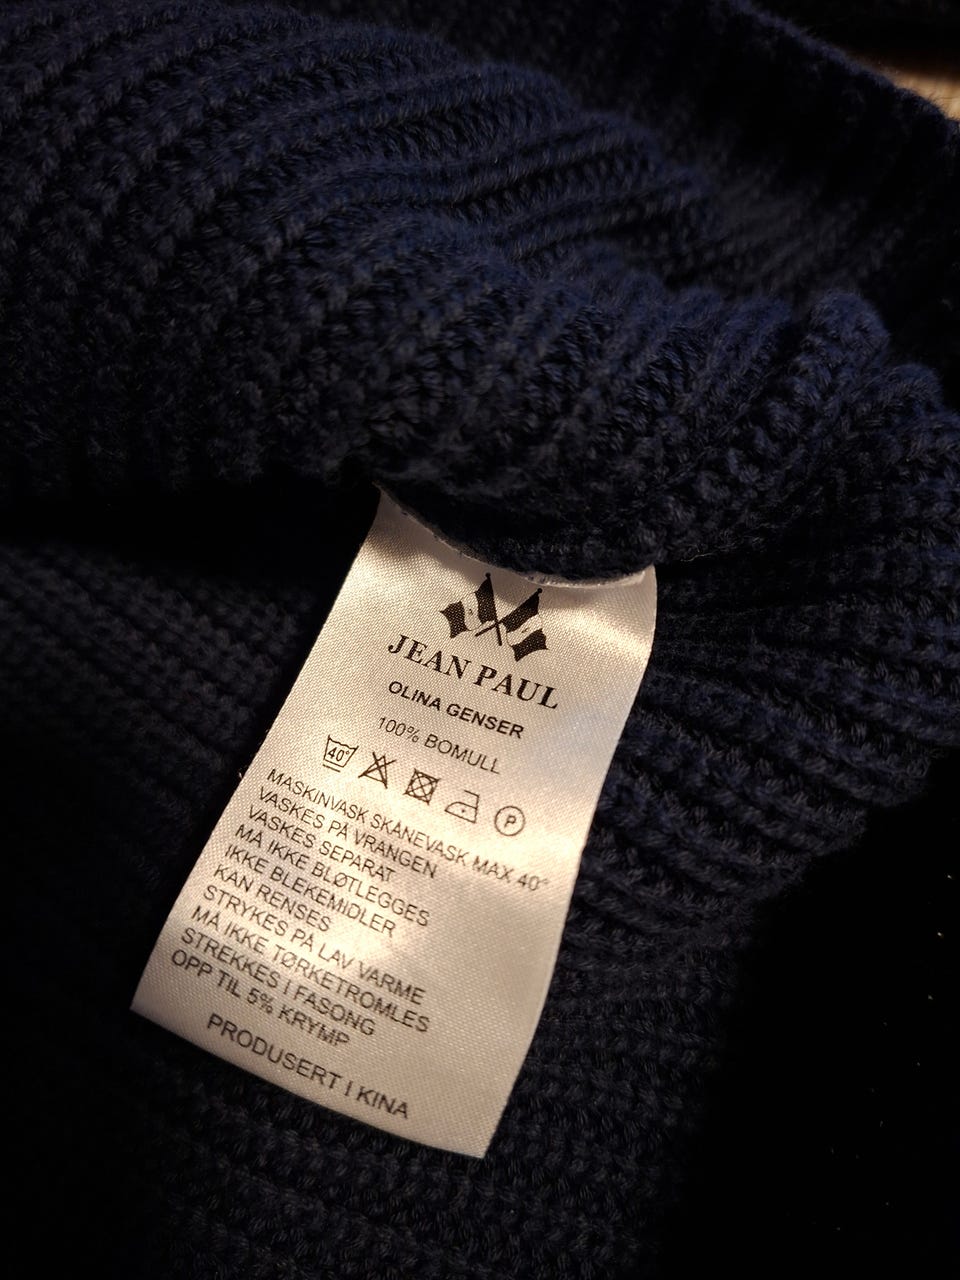 JEAN PAUL
OLINA GENSER
100% BOMULL
40° P
MASKINVASK SKÅNEVASK MAX 40°
VASKES PÅ VRANGEN
VASKES SEPARAT
MÅ IKKE BLØTLEGGES
IKKE BLEKEMIDLER
KAN RENSES
STRYKES PÅ LAV VARME
MÅ IKKE TØRKETROMLES
STREKKES I FASONG
OPP TIL 5% KRYMP
PRODUSERT I KINA